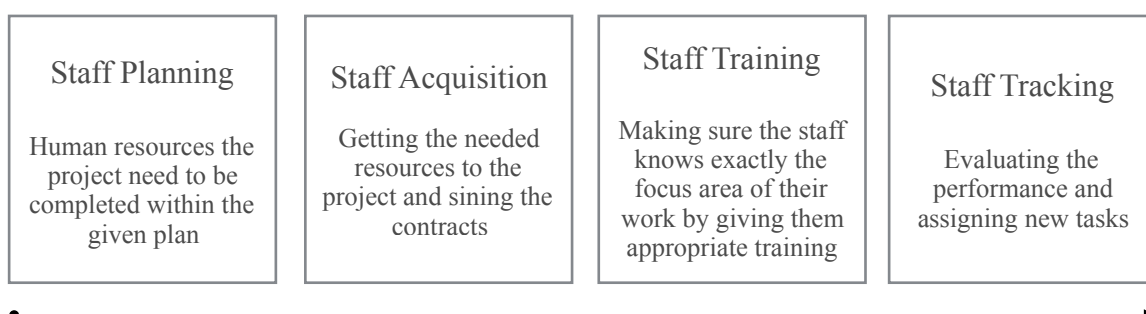 Staff Planning
Human resources the
project need to be
completed within the
given plan
Staff Acquisition
Getting the needed
resources to the
project and sining the
contracts
Staff Training
Making sure the staff
knows exactly the
focus area of their
work by giving them
appropriate training
Staff Tracking
Evaluating the
performance and
assigning new tasks